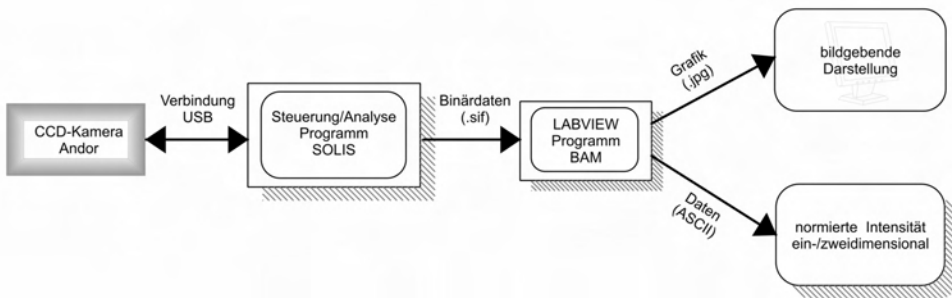 CCD-Kamera
Andor
Verbindung
USB
Steuerung/Analyse
Programm
SOLIS
Binärdaten
(.sif)
LABVIEW
Programm
BAM
Grafik
(.jpg)
bildgebende
Darstellung
Daten
(ASCII)
normierte Intensität
ein-/zweidimensional